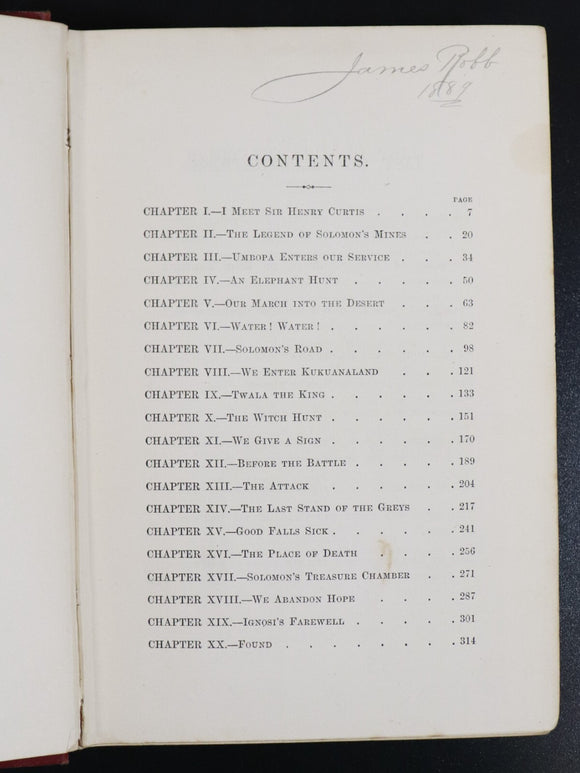 James Robb
1889
CONTENTS.
PAGE
CHAPTER I.—I Meet Sir Henry Curtis . . . . 7
CHAPTER II.—The Legend of Solomon's Mines . . 20
CHAPTER III.—Umbopa Enters our Service . . . 34
CHAPTER IV.—An Elephant Hunt . . . . . 50
CHAPTER V.—Our March into the Desert . . . 63
CHAPTER VI.—Water! Water! . . . . . . 82
CHAPTER VII.—Solomon's Road . . . . . 98
CHAPTER VIII.—We Enter Kukuanaland . . . . 121
CHAPTER IX.—Twala the King . . . . . . 133
CHAPTER X.—The Witch Hunt . . . . . 151
CHAPTER XI.—We Give a Sign . . . . . 170
CHAPTER XII.—Before the Battle . . . . . 189
CHAPTER XIII.—The Attack . . . . . . 204
CHAPTER XIV.—The Last Stand of the Greys . . 217
CHAPTER XV.—Good Falls Sick . . . . . . 241
CHAPTER XVI.—The Place of Death . . . . 256
CHAPTER XVII.—Solomon's Treasure Chamber . . 271
CHAPTER XVIII.—We Abandon Hope . . . . 287
CHAPTER XIX.—Ignosi's Farewell . . . . . 301
CHAPTER XX.—Found . . . . . . . . 314